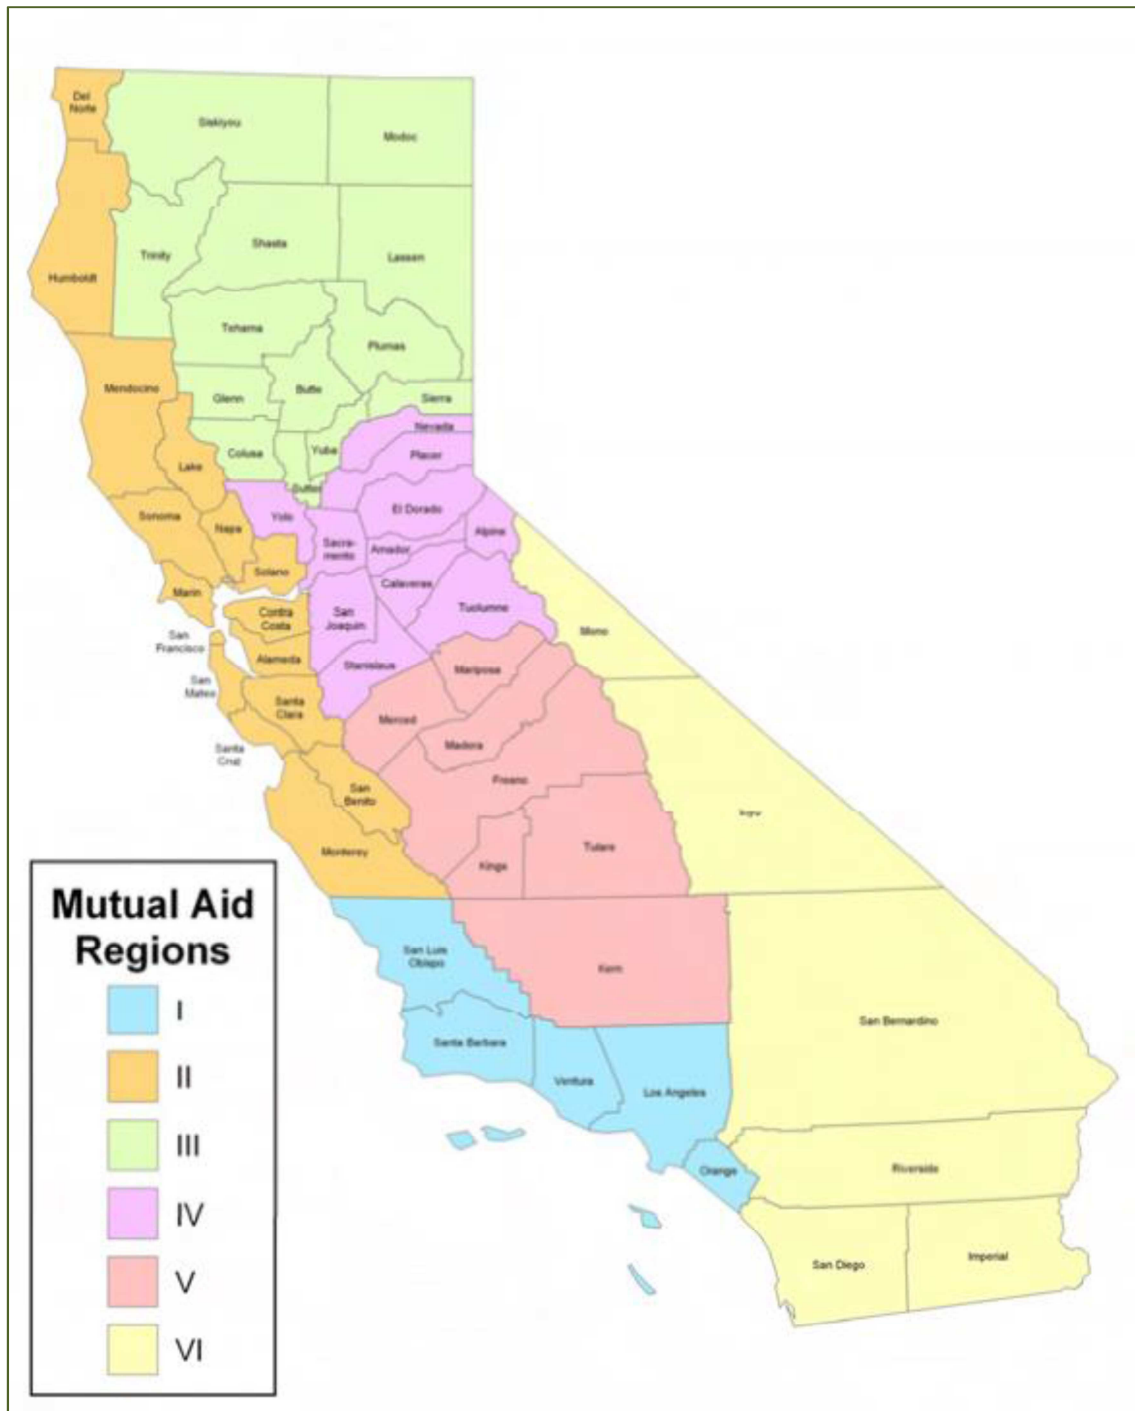 Del
Norte
Siskiyou
Modoc
Humboldt
Trinity
Shasta
Lassen
Tehama
Plumas
Mendocino
Glenn
Butte
Sierra
Nevada
Colusa
Yuba
Placer
Lake
Sutter
El Dorado
Sonoma
Napa
Yolo
Sacra-
mento
Amador
Alpine
Solano
Calaveras
Marin
Contra
Costa
San
Joaquin
Tuolumne
Mono
San
Francisco
Alameda
Stanislaus
Mariposa
San
Mateo
Santa
Clara
Merced
Madera
Santa
Cruz
San
Benito
Fresno
Monterey
Kings
Tulare
Mutual Aid
Regions
I
II
III
IV
V
VI
San Luis
Obispo
Kern
San Bernardino
Santa Barbara
Ventura
Los Angeles
Orange
Riverside
San Diego
Imperial